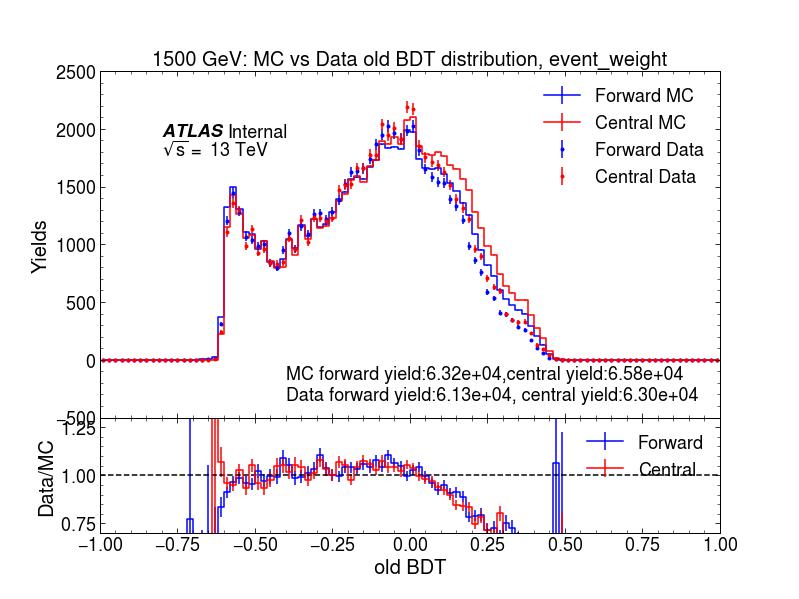 1500 GeV: MC vs Data old BDT distribution, event_weight
2500
2000
1500
1000
500
0
−500
Yields
ATLAS Internal
√s = 13 TeV
Forward MC
Central MC
Forward Data
Central Data
MC forward yield:6.32e+04,central yield:6.58e+04
Data forward yield:6.13e+04, central yield:6.30e+04
1.25
1.00
0.75
Data/MC
Forward
Central
−1.00 −0.75 −0.50 −0.25 0.00 0.25 0.50 0.75 1.00
old BDT